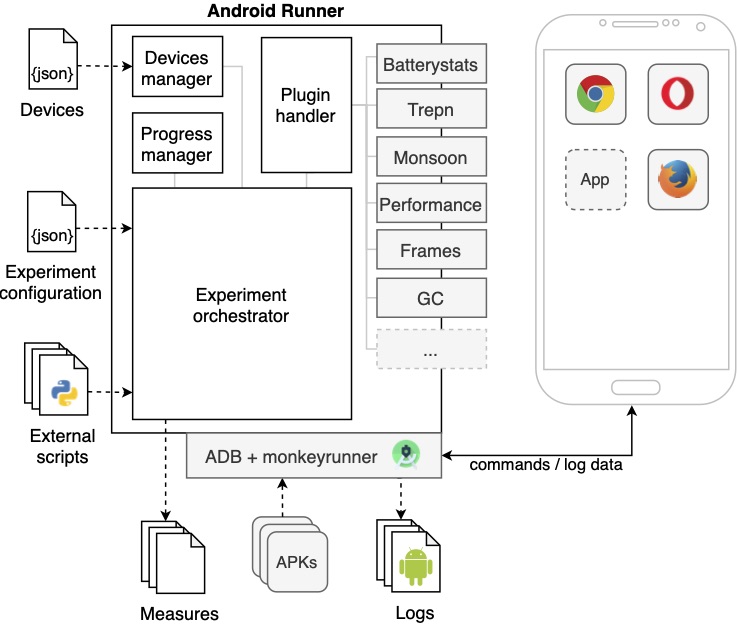 Android Runner
{json}
Devices
Devices
manager
Progress
manager
Plugin
handler
Batterystats
Trepn
Monsoon
Performance
Frames
GC
...
App
{json}
Experiment
configuration
Experiment
orchestrator
External
scripts
ADB + monkeyrunner
commands / log data
Measures
APKs
Logs